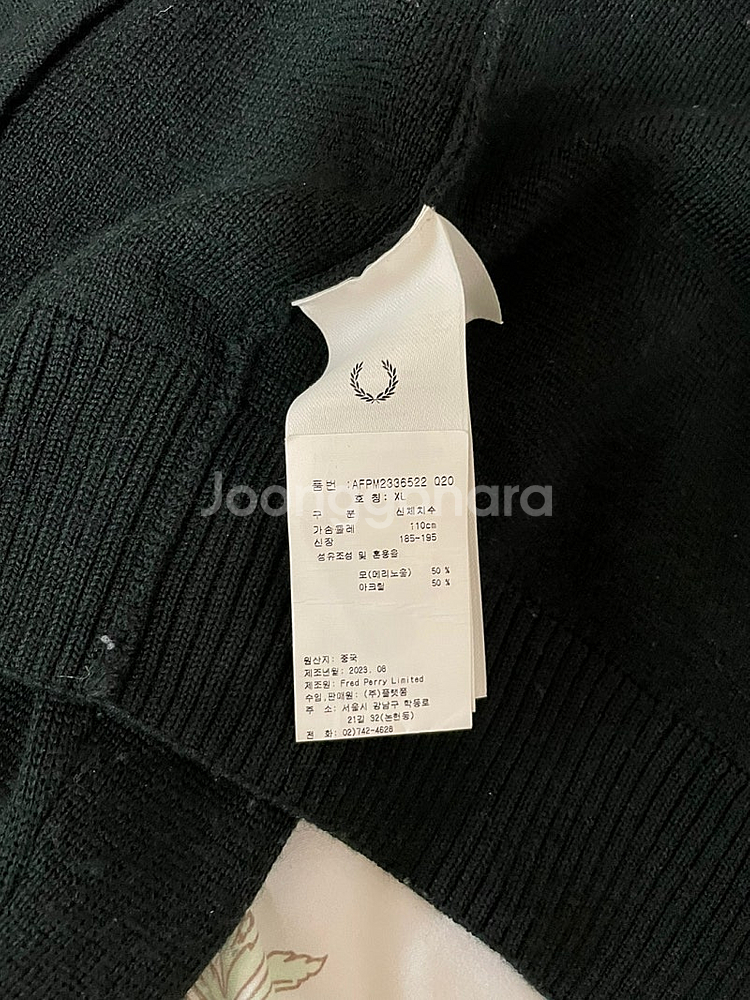 품번 :AFPM2336522 Q20
호 칭: XL
Joonggonara
구 분 신체치수
가슴둘레 110cm
신장 185-195
섬유조성 및 혼용율
모(메리노울) 50 %
아크릴 50 %
원산지: 중국
제조년월: 2023. 08
제조원: Fred Perry Limited
수입,판매원: (주)플랫폼
주 소: 서울시 강남구 학동로
21길 32(논현동)
전 화: 02)742-4628